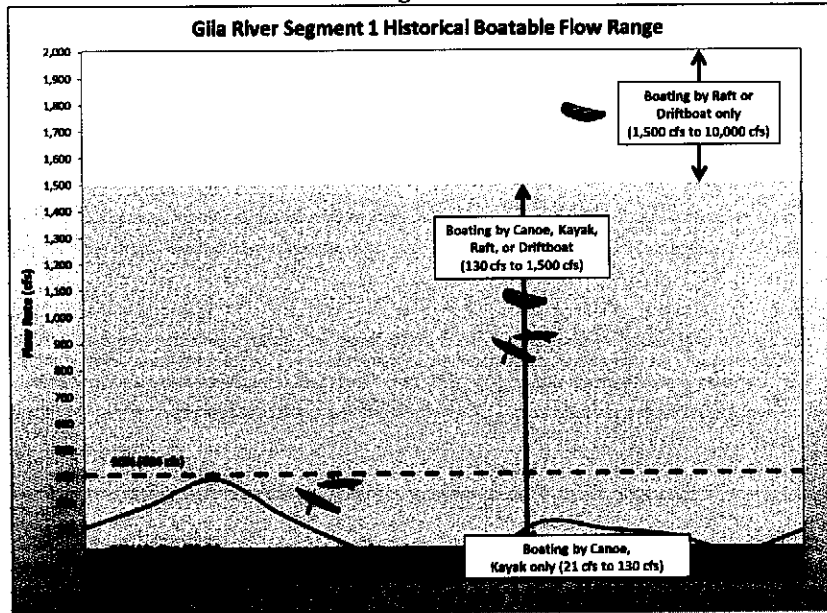 Gila River Segment 1 Historical Boatable Flow Range
2,000
1,900
1,800
1,700
1,600
1,500
1,400
1,300
1,200
1,100
1,000
900
800
700
600
Flow Rate (cfs)
Boating by Raft or
Driftboat only
(1,500 cfs to 10,000 cfs)
Boating by Canoe, Kayak,
Raft, or Driftboat
(130 cfs to 1,500 cfs)
Boating by Canoe,
Kayak only (21 cfs to 130 cfs)